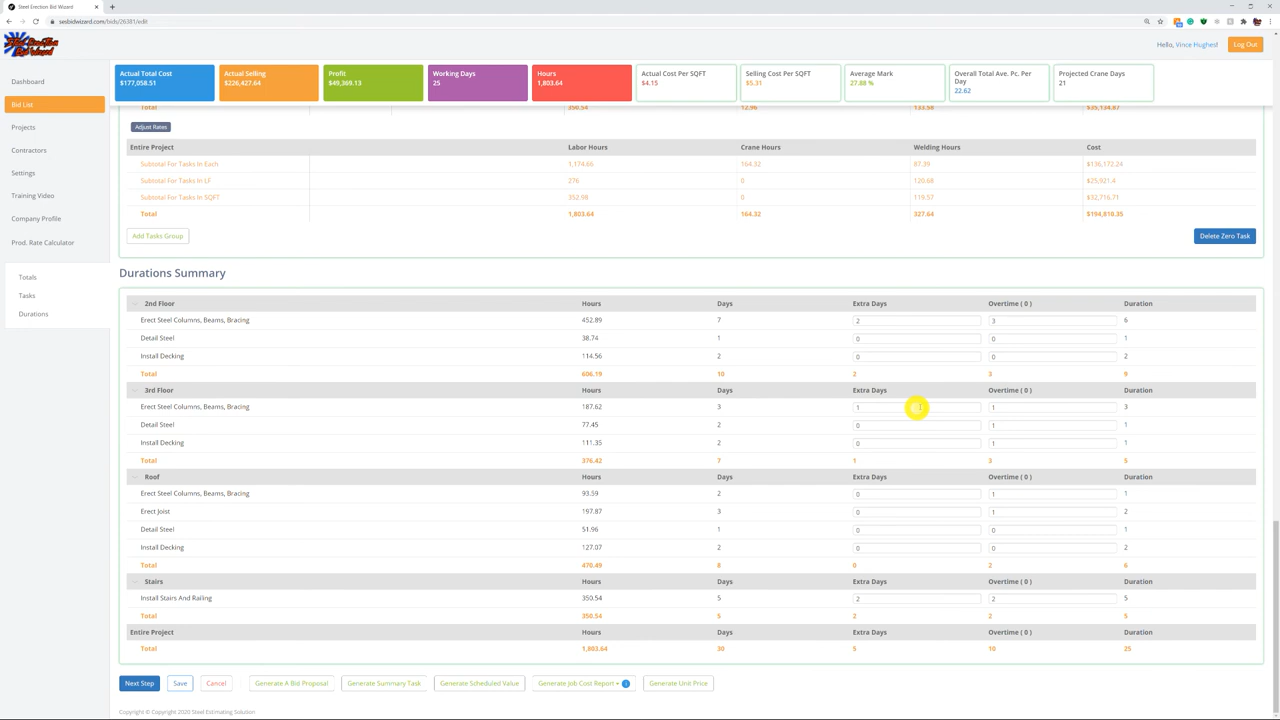 Steel Erection Bid Wizard
sesbidwizard.com/bids/26381/edit
Steel Erection
Bid Wizard
Hello, Vince Hughes!
Log Out
Dashboard
Bid List
Projects
Contractors
Settings
Training Video
Company Profile
Prod. Rate Calculator
Totals
Tasks
Durations
Actual Total Cost
$177,058.51
Actual Selling
$226,427.64
Profit
$49,369.13
Working Days
25
Hours
1,803.64
Actual Cost Per SQFT
$4.15
Selling Cost Per SQFT
$5.31
Average Mark
27.88 %
Overall Total Ave. Pc. Per Day
22.62
Projected Crane Days
21
Total 350.54 12.96 133.56 $35,134.87
Adjust Rates
Entire Project Labor Hours Crane Hours Welding Hours Cost
Subtotal For Tasks In Each 1,174.66 164.32 87.39 $136,172.24
Subtotal For Tasks In LF 276 0 120.68 $25,921.4
Subtotal For Tasks In SQFT 352.98 0 119.57 $32,716.71
Total 1,803.64 164.32 327.64 $194,810.35
Add Tasks Group
Delete Zero Task
Durations Summary
2nd Floor Hours Days Extra Days Overtime ( 0 ) Duration
Erect Steel Columns, Beams, Bracing 452.89 7 2 3 6
Detail Steel 38.74 1 0 0 1
Install Decking 114.56 2 0 0 2
Total 606.19 10 2 3 9
3rd Floor Hours Days Extra Days Overtime ( 0 ) Duration
Erect Steel Columns, Beams, Bracing 187.62 3 1 1 3
Detail Steel 77.45 2 0 1 1
Install Decking 111.35 2 0 1 1
Total 376.42 7 1 3 5
Roof Hours Days Extra Days Overtime ( 0 ) Duration
Erect Steel Columns, Beams, Bracing 93.59 2 0 1 1
Erect Joist 197.87 3 0 1 2
Detail Steel 51.96 1 0 0 1
Install Decking 127.07 2 0 0 2
Total 470.49 8 0 2 6
Stairs Hours Days Extra Days Overtime ( 0 ) Duration
Install Stairs And Railing 350.54 5 2 2 5
Total 350.54 5 2 2 5
Entire Project Hours Days Extra Days Overtime ( 0 ) Duration
Total 1,803.64 30 5 10 25
Next Step
Save
Cancel
Generate A Bid Proposal
Generate Summary Task
Generate Scheduled Value
Generate Job Cost Report
Generate Unit Price
Copyright © Copyright 2020 Steel Estimating Solution